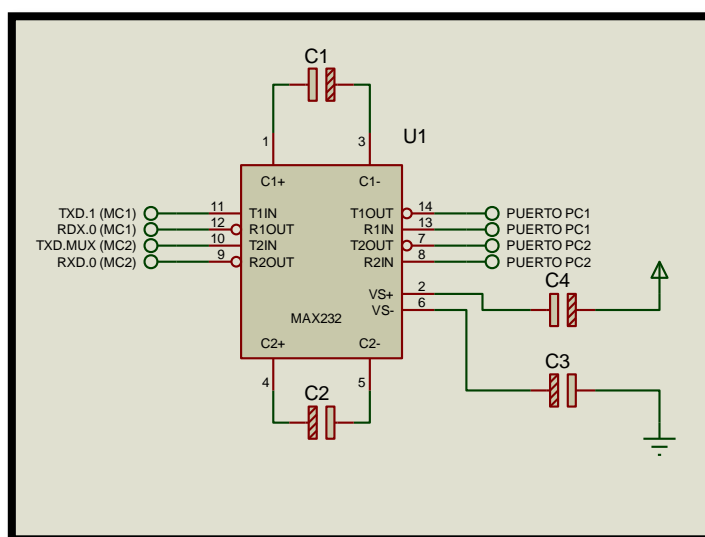 C1
1 3
U1
C1+ C1-
TXD.1 (MC1) 11 T1IN T1OUT 14 PUERTO PC1
RDX.0 (MC1) 12 R1OUT R1IN 13 PUERTO PC1
TXD.MUX (MC2) 10 T2IN T2OUT 7 PUERTO PC2
RXD.0 (MC2) 9 R2OUT R2IN 8 PUERTO PC2
C4
VS+ 2
VS- 6
MAX232
C2+ C2-
C3
4 5
C2